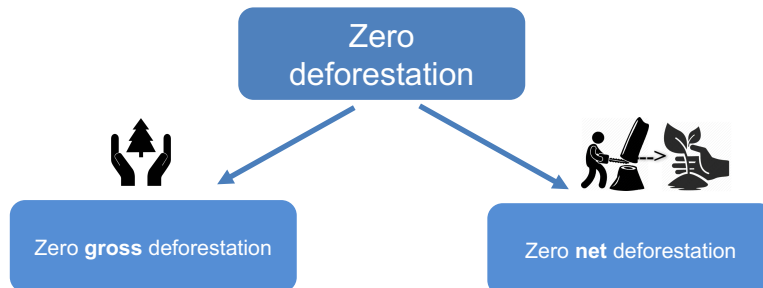 Zero
deforestation
Zero gross deforestation
Zero net deforestation